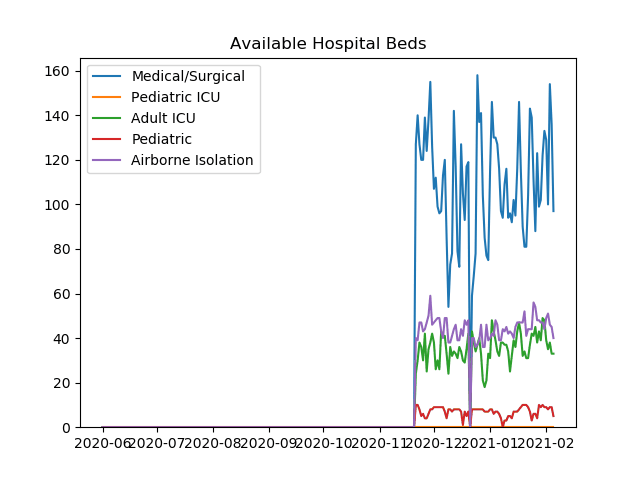 Available Hospital Beds
160
140
120
100
80
60
40
20
0
Medical/Surgical
Pediatric ICU
Adult ICU
Pediatric
Airborne Isolation
2020-06 2020-07 2020-08 2020-09 2020-10 2020-11 2020-12 2021-01 2021-02